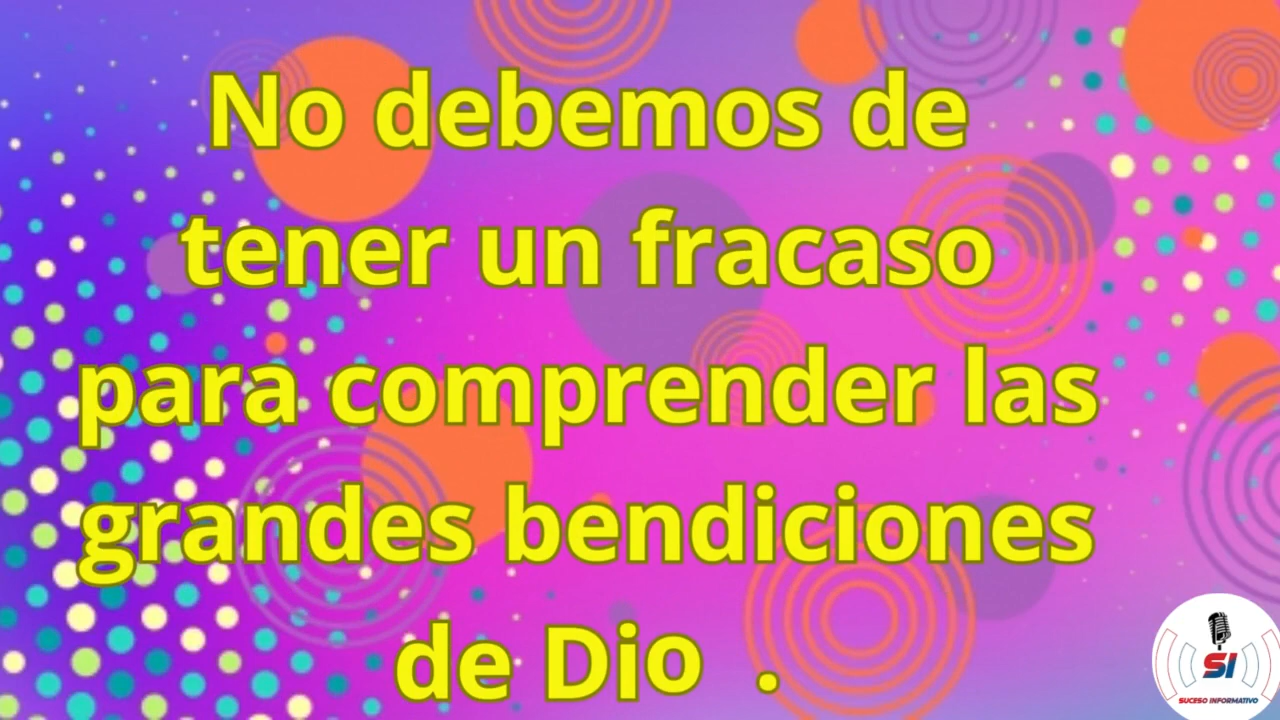 No debemos de
tener un fracaso
para comprender las
grandes bendiciones
de Dio .
SI
SUCESO INFORMATIVO